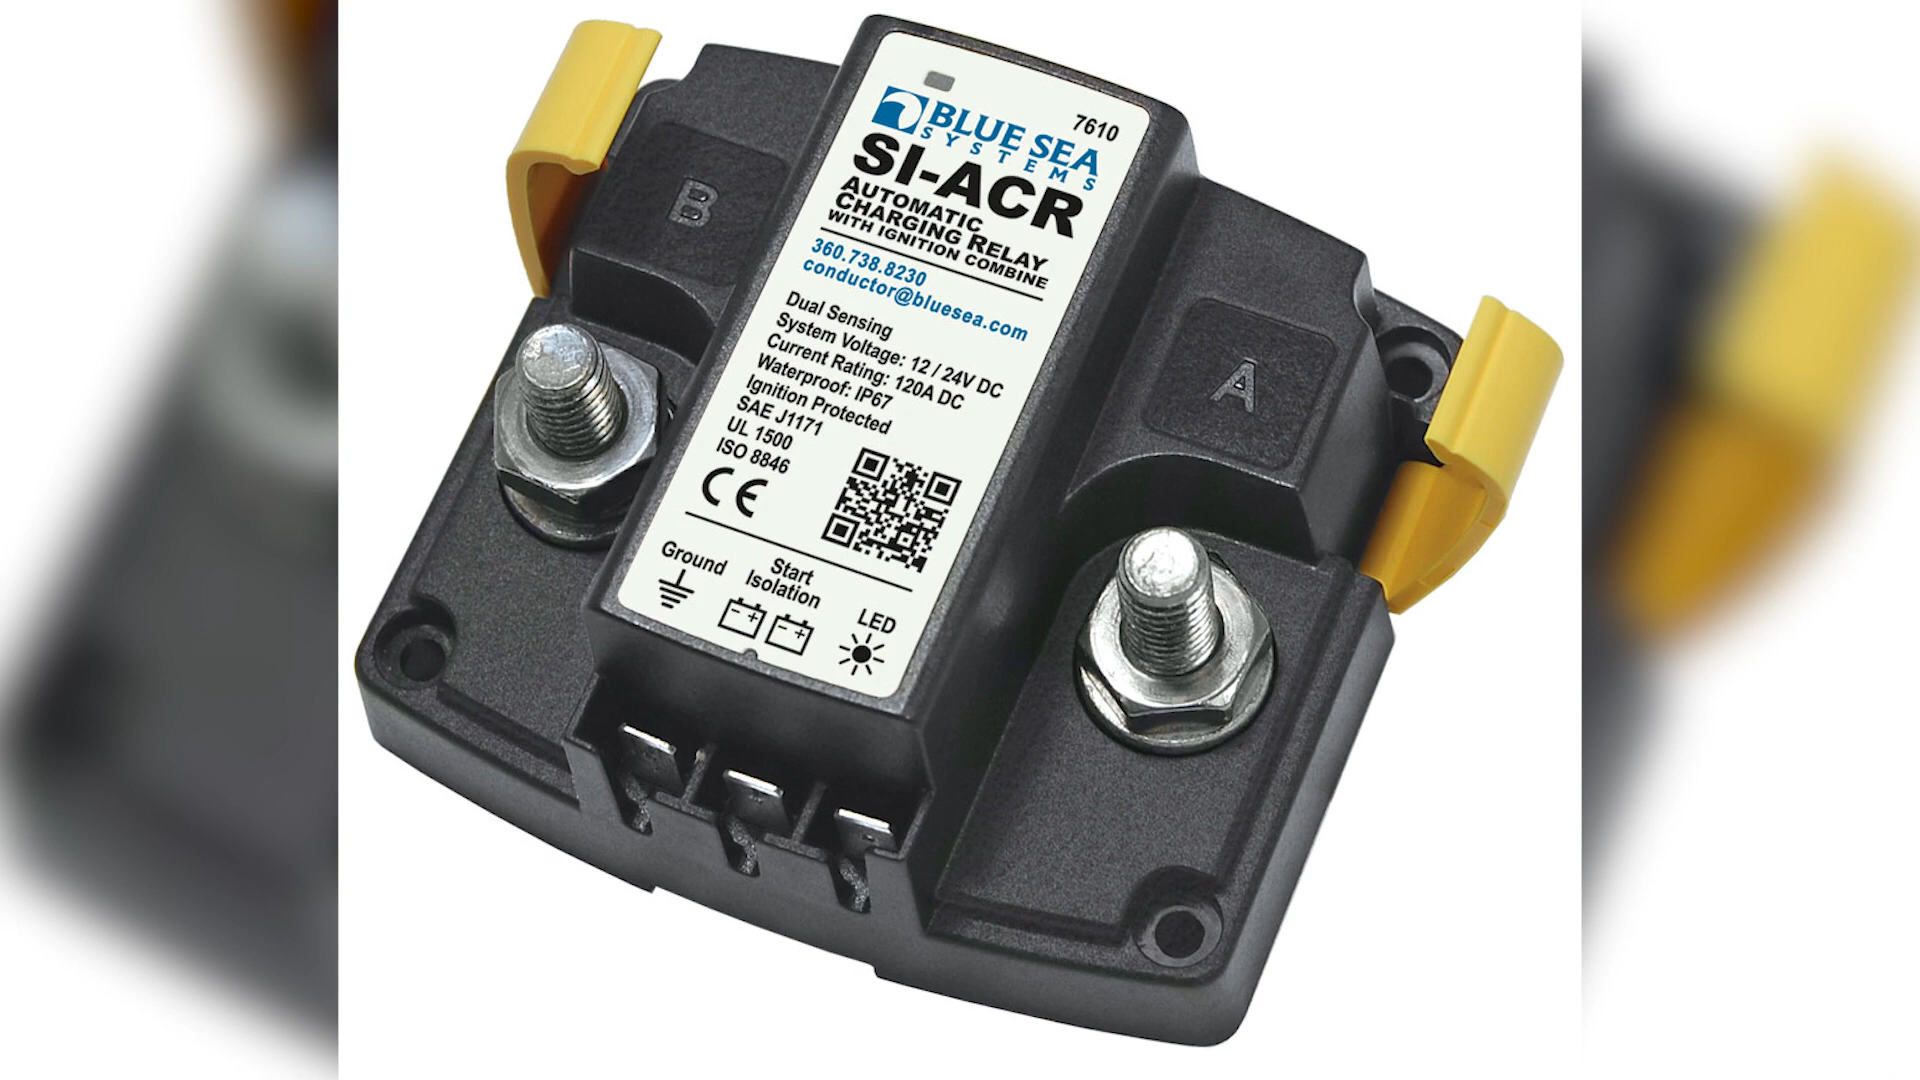 7610
BLUE SEA
SYSTEMS
SI-ACR
AUTOMATIC
CHARGING RELAY
WITH IGNITION COMBINE
360.738.8230
conductor@bluesea.com
Dual Sensing
System Voltage: 12 / 24V DC
Current Rating: 120A DC
Waterproof: IP67
Ignition Protected
SAE J1171
UL 1500
ISO 8846
CE
Ground
Start
Isolation
LED
B
A